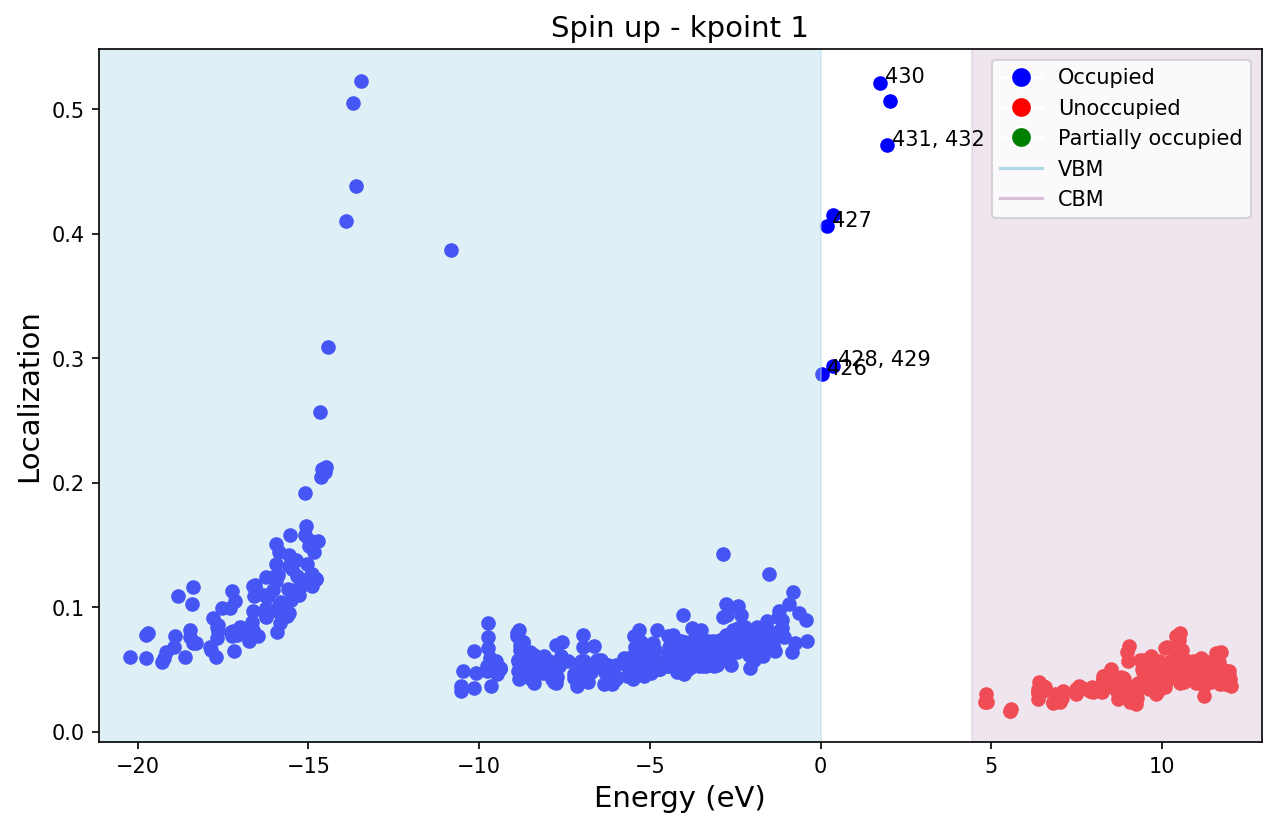 Spin up - kpoint 1
430
431, 432
427
428, 429
426
Occupied
Unoccupied
Partially occupied
VBM
CBM
Localization
0.5
0.4
0.3
0.2
0.1
0.0
−20
−15
−10
−5
0
5
10
Energy (eV)